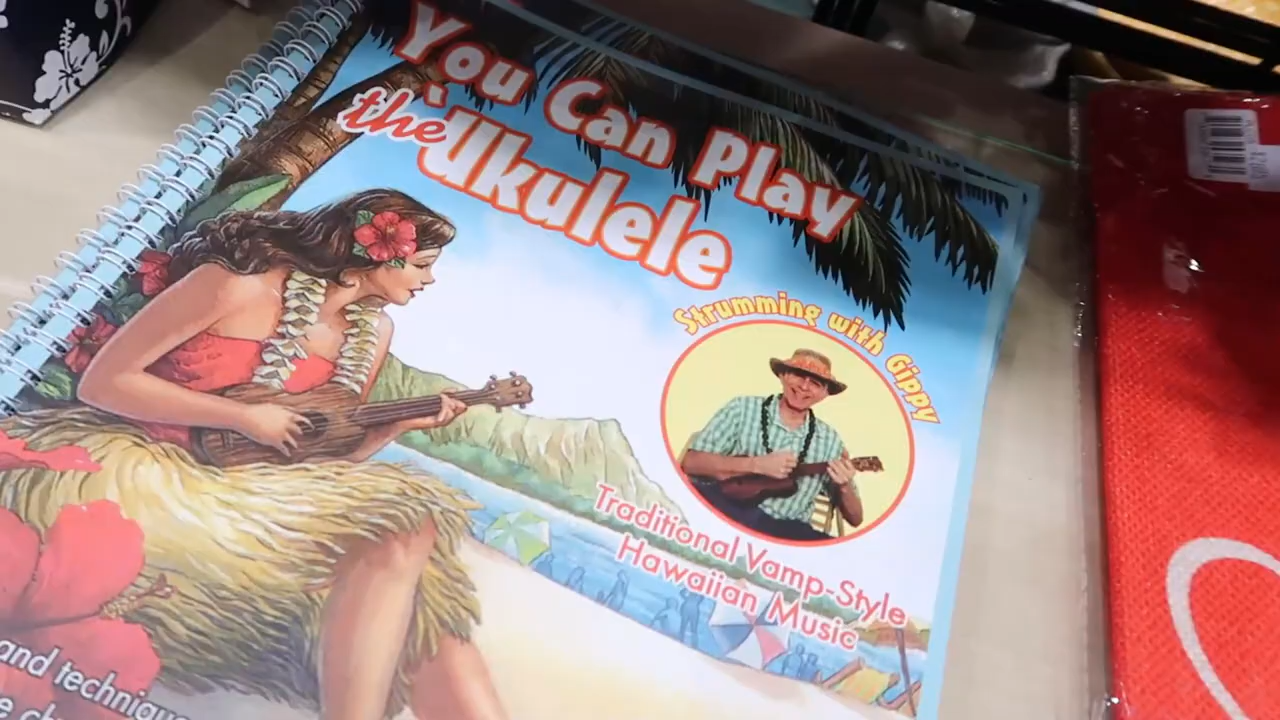 You Can Play
the ‘Ukulele
Strumming with Gippy
Traditional Vamp-Style
Hawaiian Music
and technique